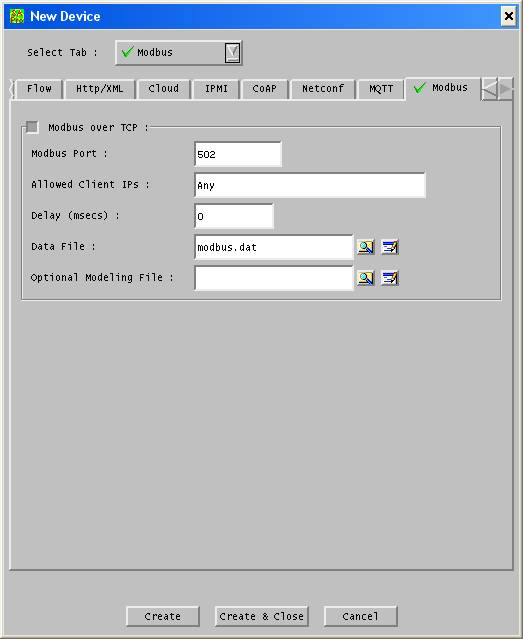 New Device
Select Tab : Modbus
Flow Http/XML Cloud IPMI CoAP Netconf MQTT Modbus
Modbus over TCP :
Modbus Port : 502
Allowed Client IPs : Any
Delay (msecs) : 0
Data File : modbus.dat
Optional Modeling File :
Create Create & Close Cancel